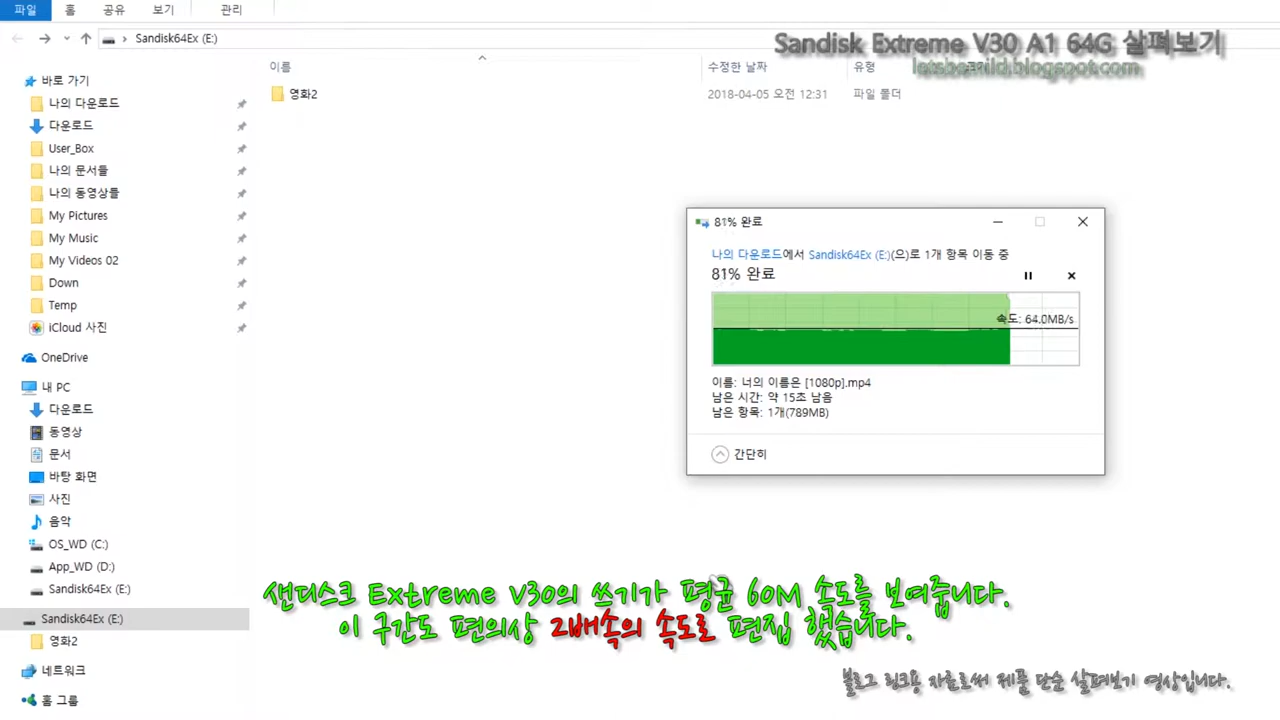 파일 홈 공유 보기 관리
Sandisk64Ex (E:)
Sandisk Extreme V30 A1 64G 살펴보기
letsbemild.blogspot.com
이름 수정한 날짜 유형
영화2 2018-04-05 오전 12:31 파일 폴더
바로 가기
나의 다운로드
다운로드
User_Box
나의 문서들
나의 동영상들
My Pictures
My Music
My Videos 02
Down
Temp
iCloud 사진
OneDrive
내 PC
다운로드
동영상
문서
바탕 화면
사진
음악
OS_WD (C:)
App_WD (D:)
Sandisk64Ex (E:)
Sandisk64Ex (E:)
영화2
네트워크
홈 그룹
81% 완료
나의 다운로드에서 Sandisk64Ex (E:)(으)로 1개 항목 이동 중
81% 완료
속도: 64.0MB/s
이름: 너의 이름은 [1080p].mp4
남은 시간: 약 15초 남음
남은 항목: 1개(789MB)
간단히
샌디스크 Extreme V30의 쓰기가 평균 60M 속도를 보여줍니다.
이 구간도 편의상 2배속의 속도로 편집 했습니다.
블로그 링크용 자료로써 제품 단순 살펴보기 영상입니다.